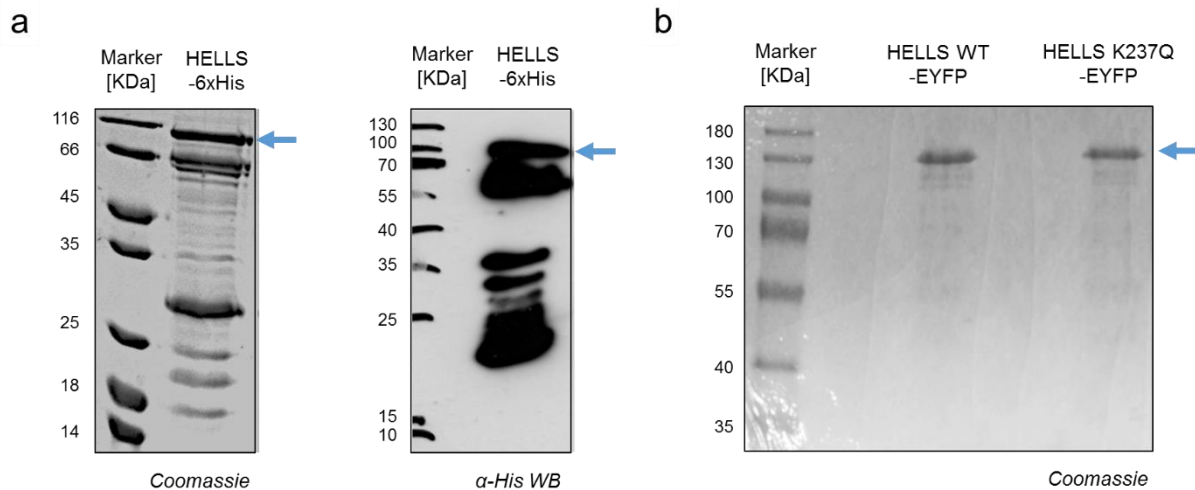 a
Marker
[KDa]
HELLS
-6xHis
116
66
45
35
25
18
14
Coomassie
Marker
[KDa]
HELLS
-6xHis
130
100
70
55
40
35
25
15
10
α-His WB
b
Marker
[KDa]
HELLS WT
-EYFP
HELLS K237Q
-EYFP
180
130
100
70
55
40
35
Coomassie